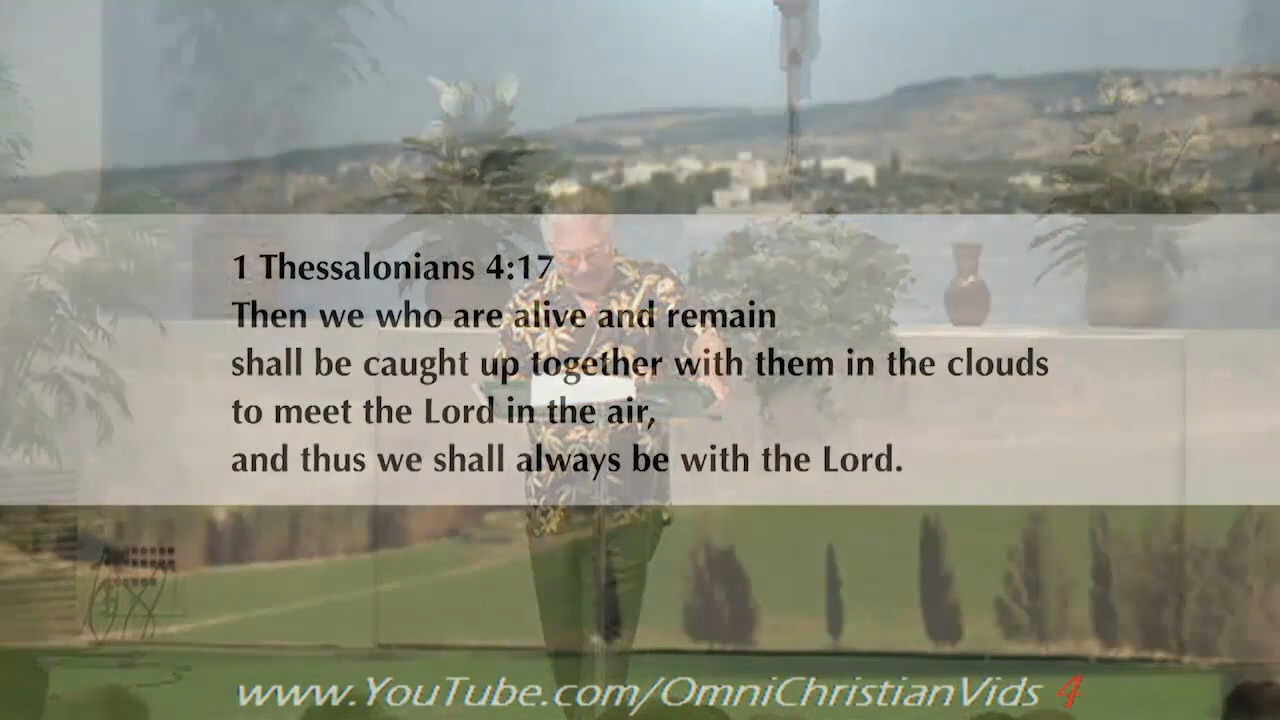 1 Thessalonians 4:17
Then we who are alive and remain
shall be caught up together with them in the clouds
to meet the Lord in the air,
and thus we shall always be with the Lord.
www.YouTube.com/OmniChristianVids 4